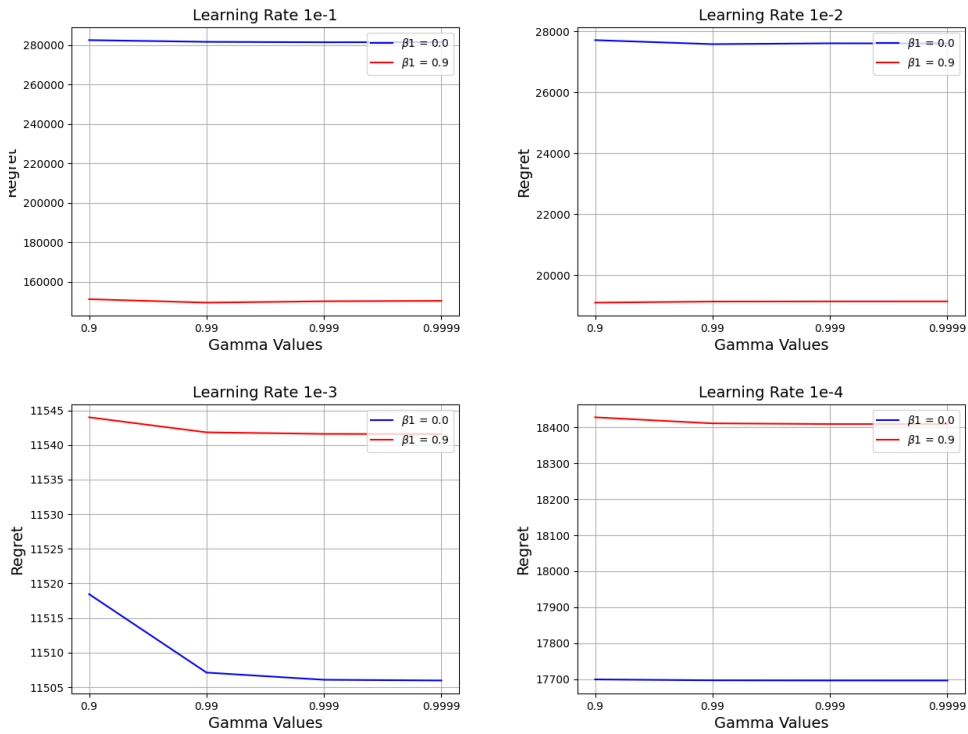 Learning Rate 1e-1
280000
260000
240000
220000
200000
180000
160000
Regret
β1 = 0.0
β1 = 0.9
0.9 0.99 0.999 0.9999
Gamma Values
Learning Rate 1e-2
28000
26000
24000
22000
20000
Regret
β1 = 0.0
β1 = 0.9
0.9 0.99 0.999 0.9999
Gamma Values
Learning Rate 1e-3
11545
11540
11535
11530
11525
11520
11515
11510
11505
Regret
β1 = 0.0
β1 = 0.9
0.9 0.99 0.999 0.9999
Gamma Values
Learning Rate 1e-4
18400
18300
18200
18100
18000
17900
17800
17700
Regret
β1 = 0.0
β1 = 0.9
0.9 0.99 0.999 0.9999
Gamma Values